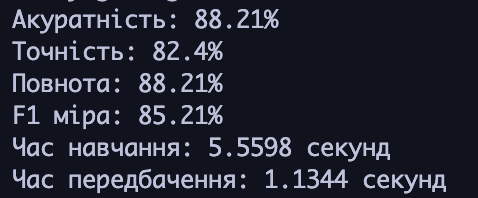 Акуратність: 88.21%
Точність: 82.4%
Повнота: 88.21%
F1 міра: 85.21%
Час навчання: 5.5598 секунд
Час передбачення: 1.1344 секунд